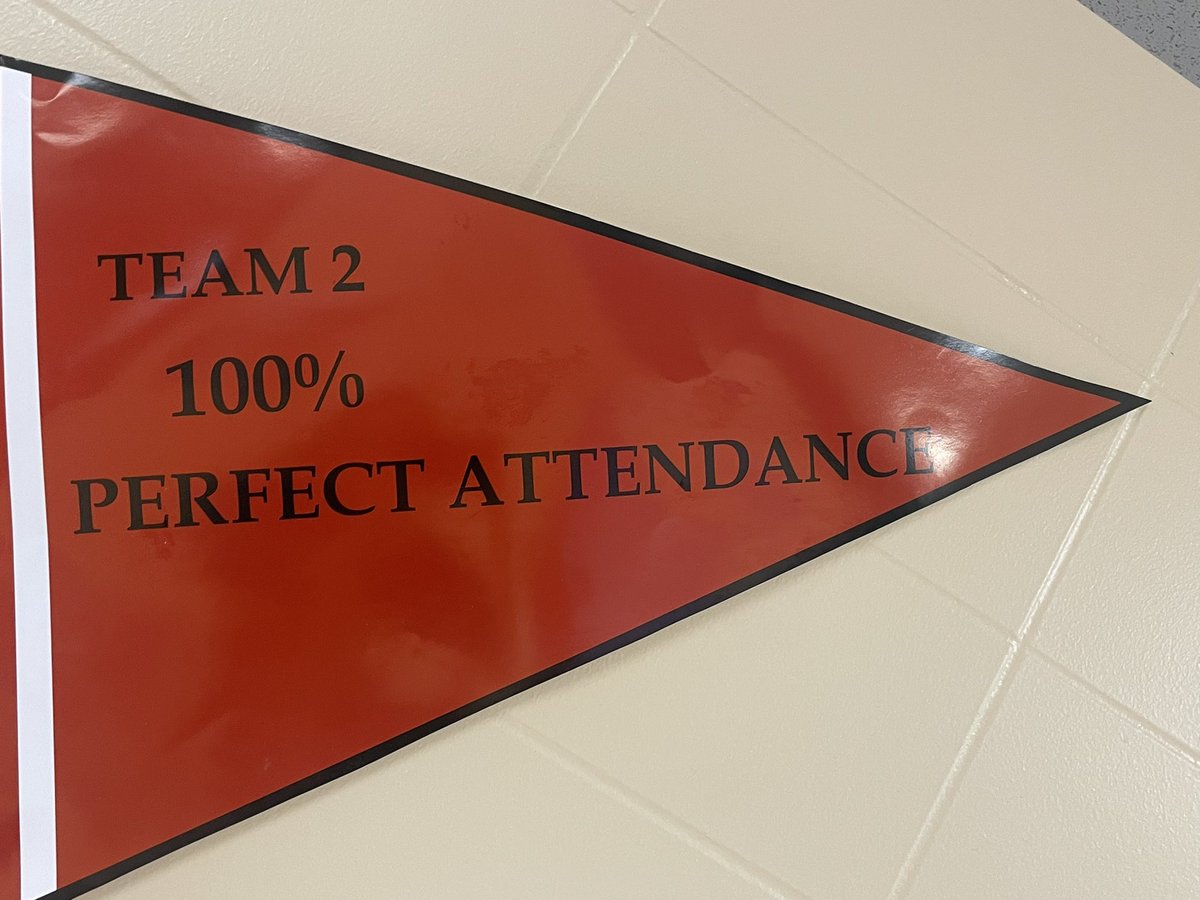 TEAM 2
100%
PERFECT ATTENDANCE